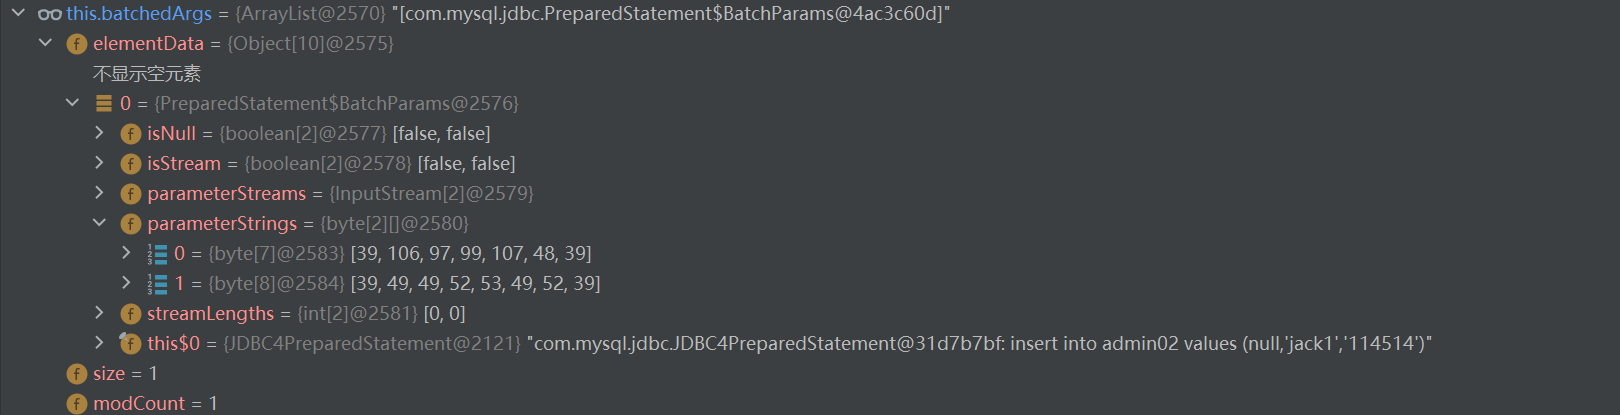 this.batchedArgs = {ArrayList@2570} "[com.mysql.jdbc.PreparedStatement$BatchParams@4ac3c60d]"
f elementData = {Object[10]@2575}
不显示空元素
0 = {PreparedStatement$BatchParams@2576}
f isNull = {boolean[2]@2577} [false, false]
f isStream = {boolean[2]@2578} [false, false]
f parameterStreams = {InputStream[2]@2579}
f parameterStrings = {byte[2][]@2580}
123 0 = {byte[7]@2583} [39, 106, 97, 99, 107, 48, 39]
123 1 = {byte[8]@2584} [39, 49, 49, 52, 53, 49, 52, 39]
f streamLengths = {int[2]@2581} [0, 0]
f this$0 = {JDBC4PreparedStatement@2121} "com.mysql.jdbc.JDBC4PreparedStatement@31d7b7bf: insert into admin02 values (null,'jack1','114514')"
f size = 1
f modCount = 1